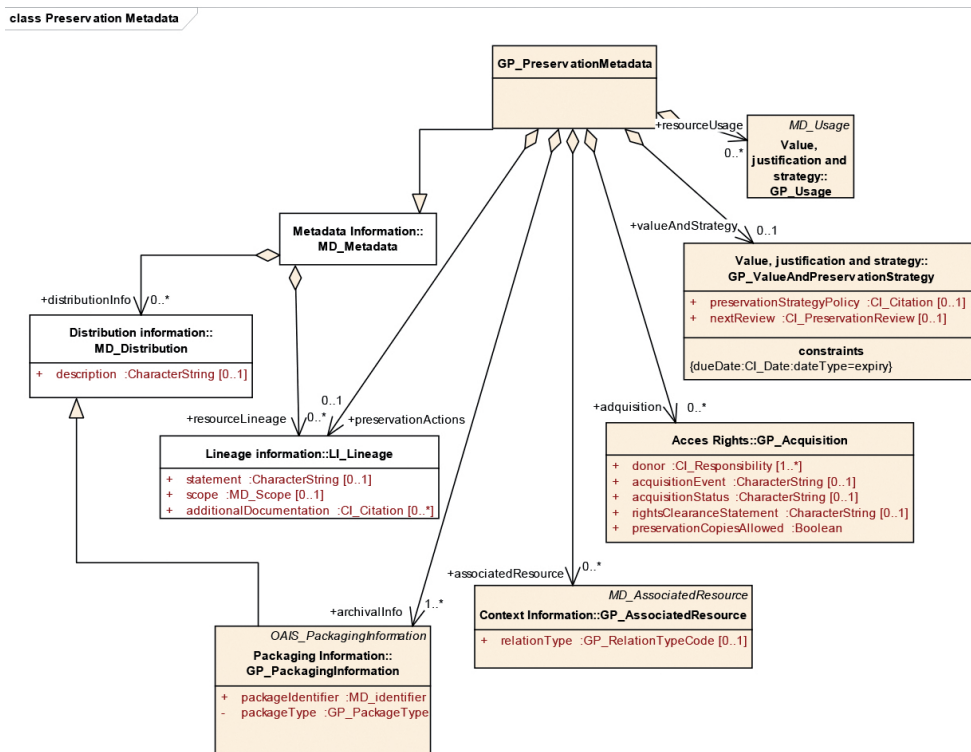 class Preservation Metadata
GP_PreservationMetadata
+resourceUsage
0..*
MD_Usage
Value,
justification and
strategy::
GP_Usage
Metadata Information::
MD_Metadata
+valueAndStrategy
0..1
Value, justification and strategy::
GP_ValueAndPreservationStrategy
+ preservationStrategyPolicy :CI_Citation [0..1]
+ nextReview :CI_PreservationReview [0..1]
constraints
{dueDate:CI_Date:dateType=expiry}
+distributionInfo
0..*
Distribution information::
MD_Distribution
+ description :CharacterString [0..1]
+resourceLineage
0..*
0..1
+preservationActions
Lineage information::LI_Lineage
+ statement :CharacterString [0..1]
+ scope :MD_Scope [0..1]
+ additionalDocumentation :CI_Citation [0..*]
+adquisition
0..*
Acces Rights::GP_Acquisition
+ donor :CI_Responsibility [1..*]
+ acquisitionEvent :CharacterString [0..1]
+ acquisitionStatus :CharacterString [0..1]
+ rightsClearanceStatement :CharacterString [0..1]
+ preservationCopiesAllowed :Boolean
+associatedResource
0..*
MD_AssociatedResource
Context Information::GP_AssociatedResource
+ relationType :GP_RelationTypeCode [0..1]
+archivalInfo
1..*
OAIS_PackagingInformation
Packaging Information::
GP_PackagingInformation
+ packageIdentifier :MD_identifier
- packageType :GP_PackageType